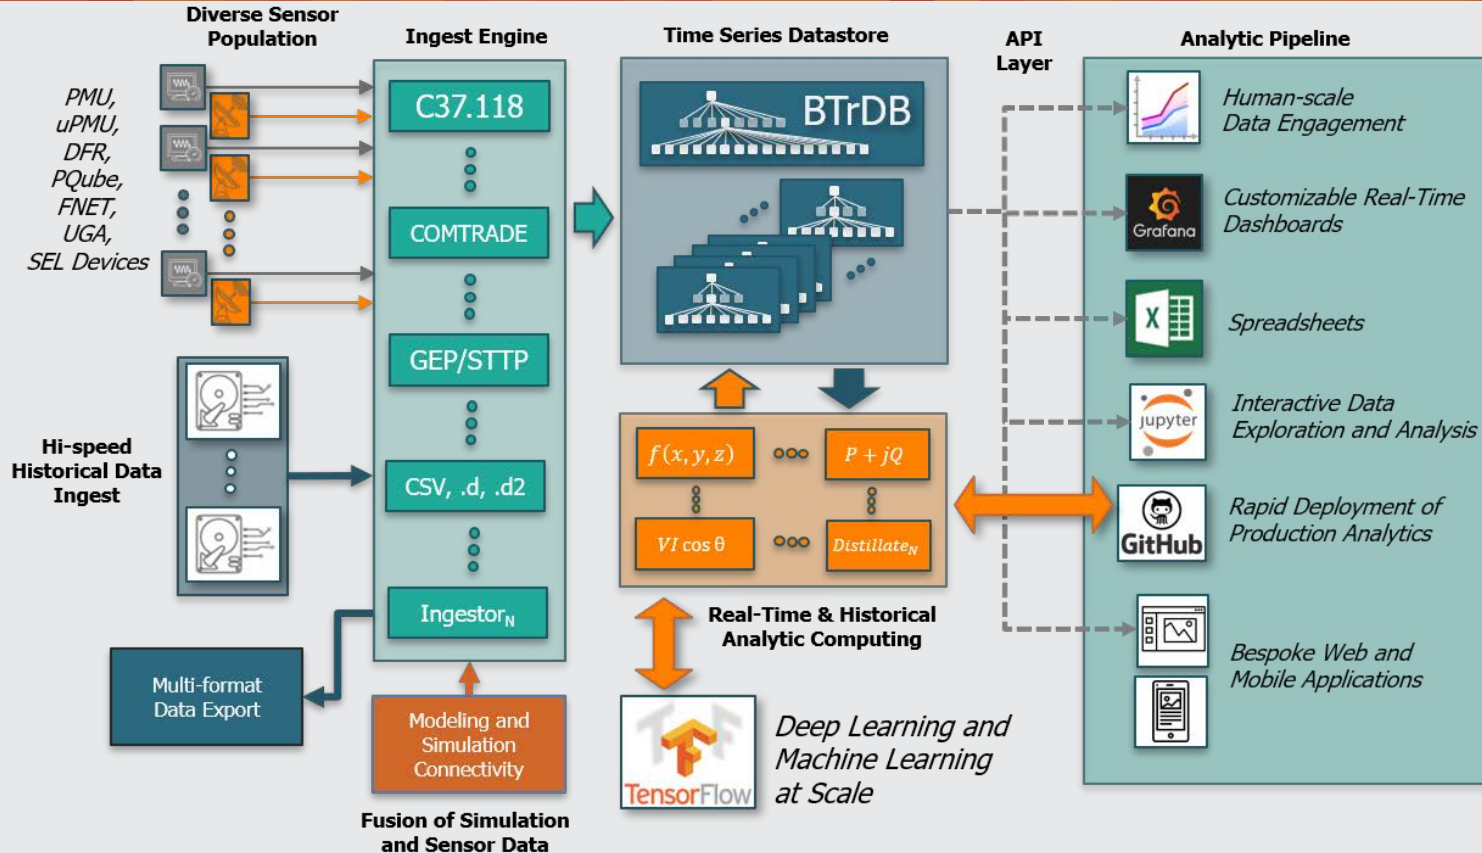 Diverse Sensor
Population
Ingest Engine
Time Series Datastore
API
Layer
Analytic Pipeline
PMU,
uPMU,
DFR,
PQube,
FNET,
UGA,
SEL Devices
C37.118
COMTRADE
GEP/STTP
CSV, .d, .d2
Ingestor_N
BTrDB
Human-scale
Data Engagement
Grafana
Customizable Real-Time
Dashboards
X
Spreadsheets
jupyter
Interactive Data
Exploration and Analysis
GitHub
Rapid Deployment of
Production Analytics
Bespoke Web and
Mobile Applications
Hi-speed
Historical Data
Ingest
f(x, y, z)
P + jQ
VI cos θ
Distillate_N
Real-Time & Historical
Analytic Computing
Multi-format
Data Export
Modeling and
Simulation
Connectivity
Fusion of Simulation
and Sensor Data
TensorFlow
Deep Learning and
Machine Learning
at Scale